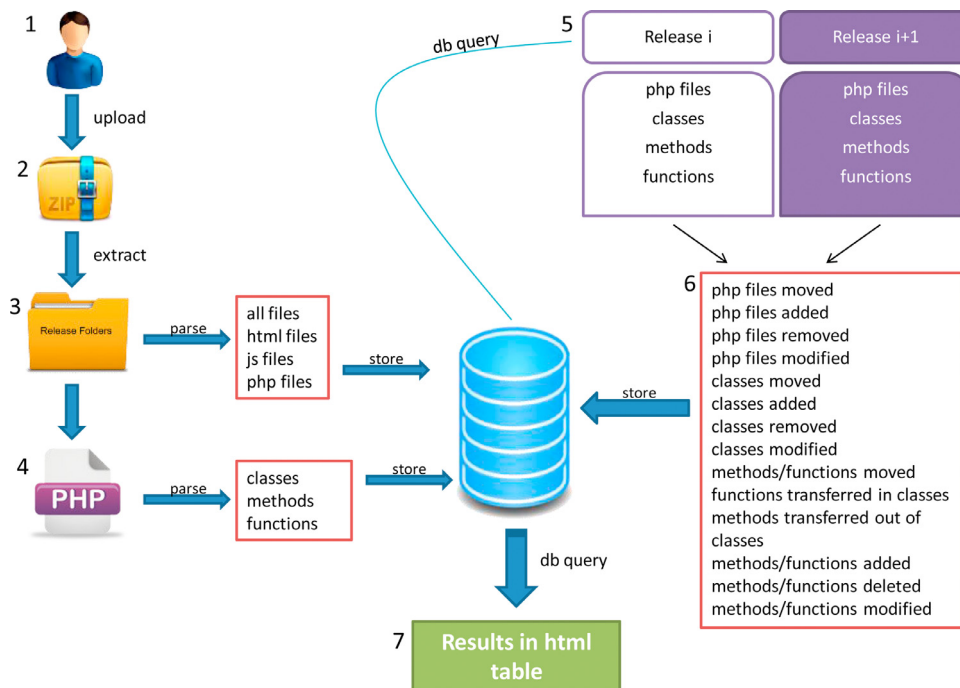 1
upload
2
ZIP
extract
3
Release Folders
parse
all files
html files
js files
php files
store
4
PHP
parse
classes
methods
functions
store
db query
5
Release i
Release i+1
php files
classes
methods
functions
php files
classes
methods
functions
6
php files moved
php files added
php files removed
php files modified
classes moved
classes added
classes removed
classes modified
methods/functions moved
functions transferred in classes
methods transferred out of
classes
methods/functions added
methods/functions deleted
methods/functions modified
store
db query
7
Results in html
table